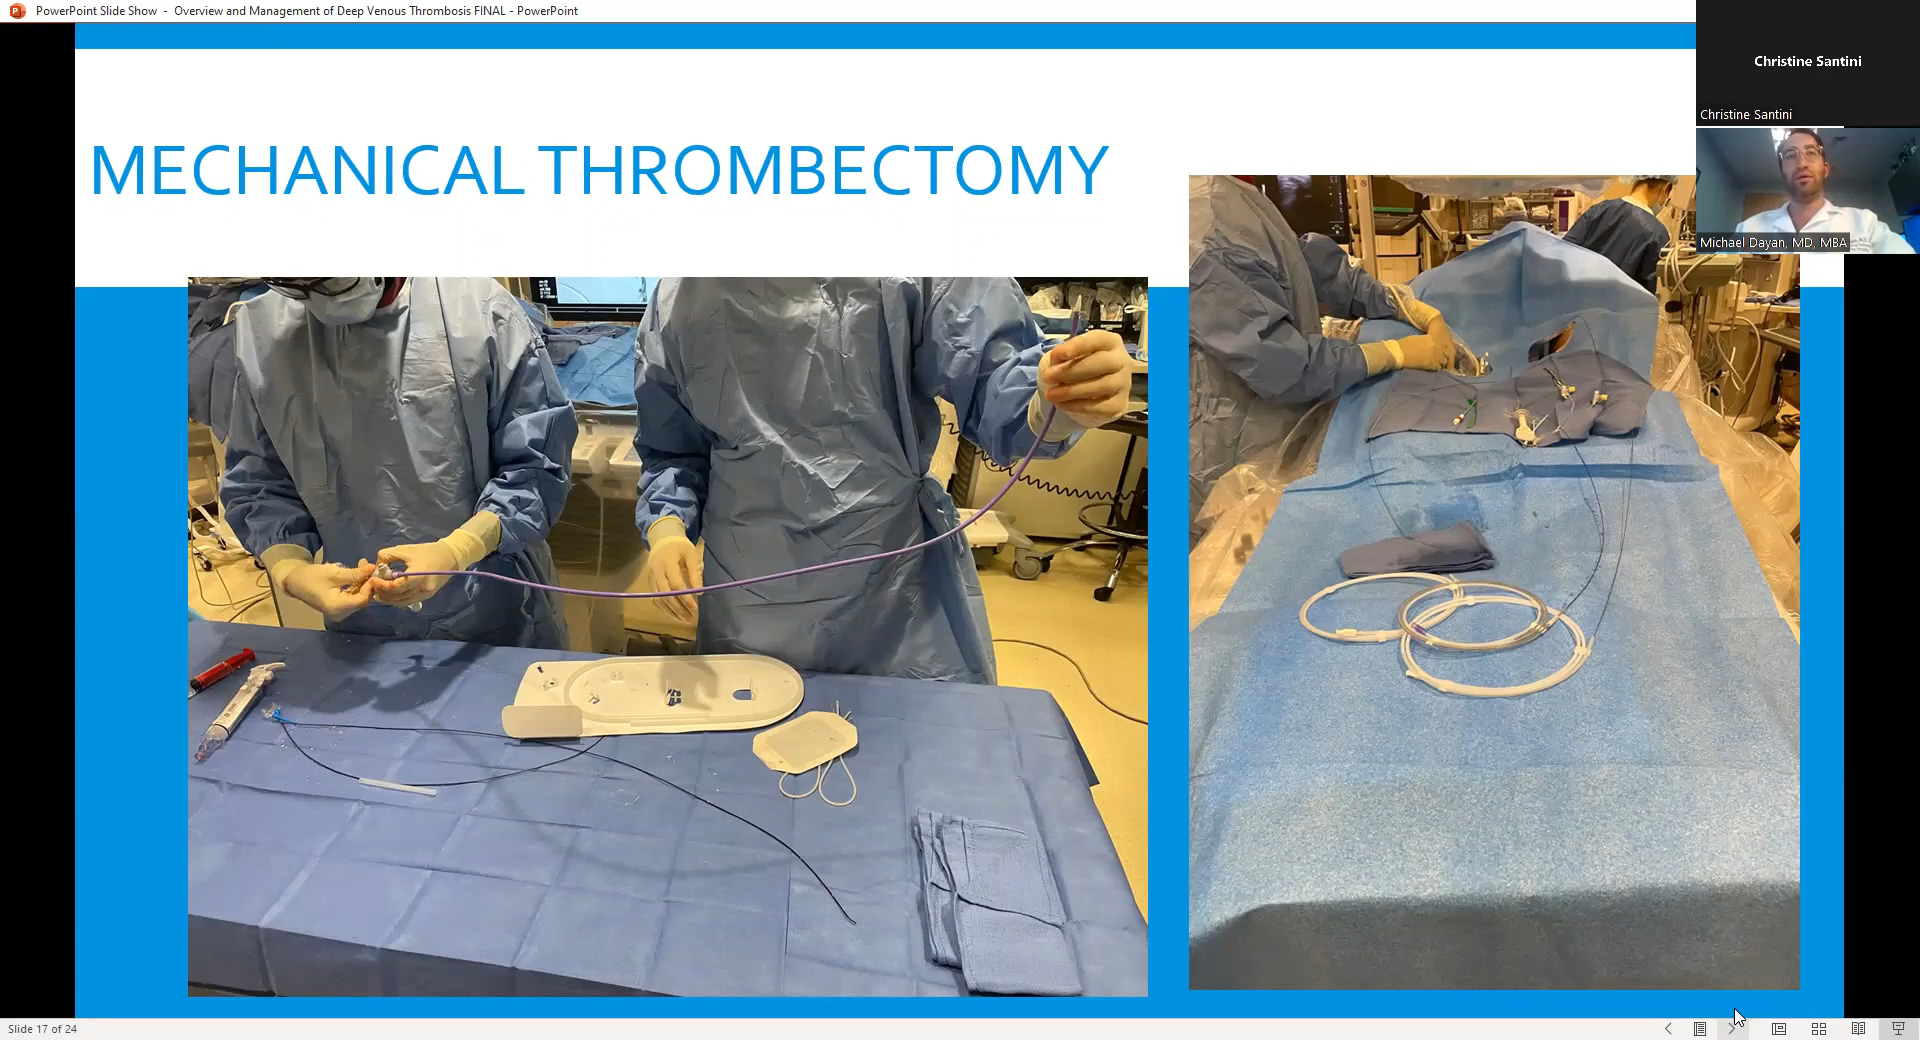 PowerPoint Slide Show - Overview and Management of Deep Venous Thrombosis FINAL - PowerPoint
Christine Santini
Christine Santini
Michael Dayan, MD, MBA
MECHANICAL THROMBECTOMY
Slide 17 of 24